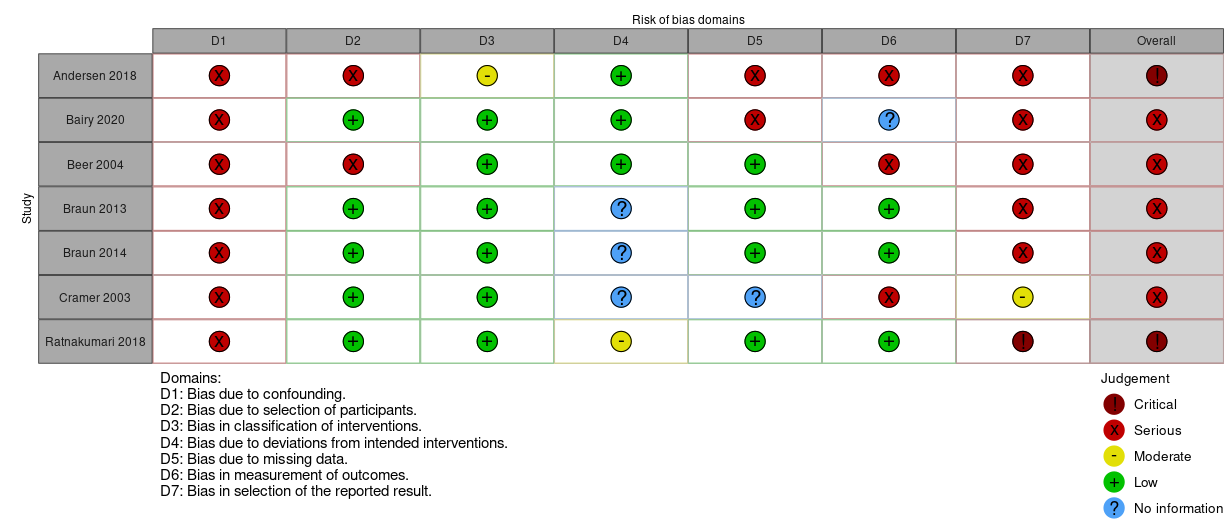 Risk of bias domains
D1 D2 D3 D4 D5 D6 D7 Overall
Study
Andersen 2018 X X - + X X X !
Bairy 2020 X + + + X ? X X
Beer 2004 X X + + + X X X
Braun 2013 X + + ? + + X X
Braun 2014 X + + ? + + X X
Cramer 2003 X + + ? ? X - X
Ratnakumari 2018 X + + - + + ! !
Domains:
D1: Bias due to confounding.
D2: Bias due to selection of participants.
D3: Bias in classification of interventions.
D4: Bias due to deviations from intended interventions.
D5: Bias due to missing data.
D6: Bias in measurement of outcomes.
D7: Bias in selection of the reported result.
Judgement
! Critical
X Serious
- Moderate
+ Low
? No information